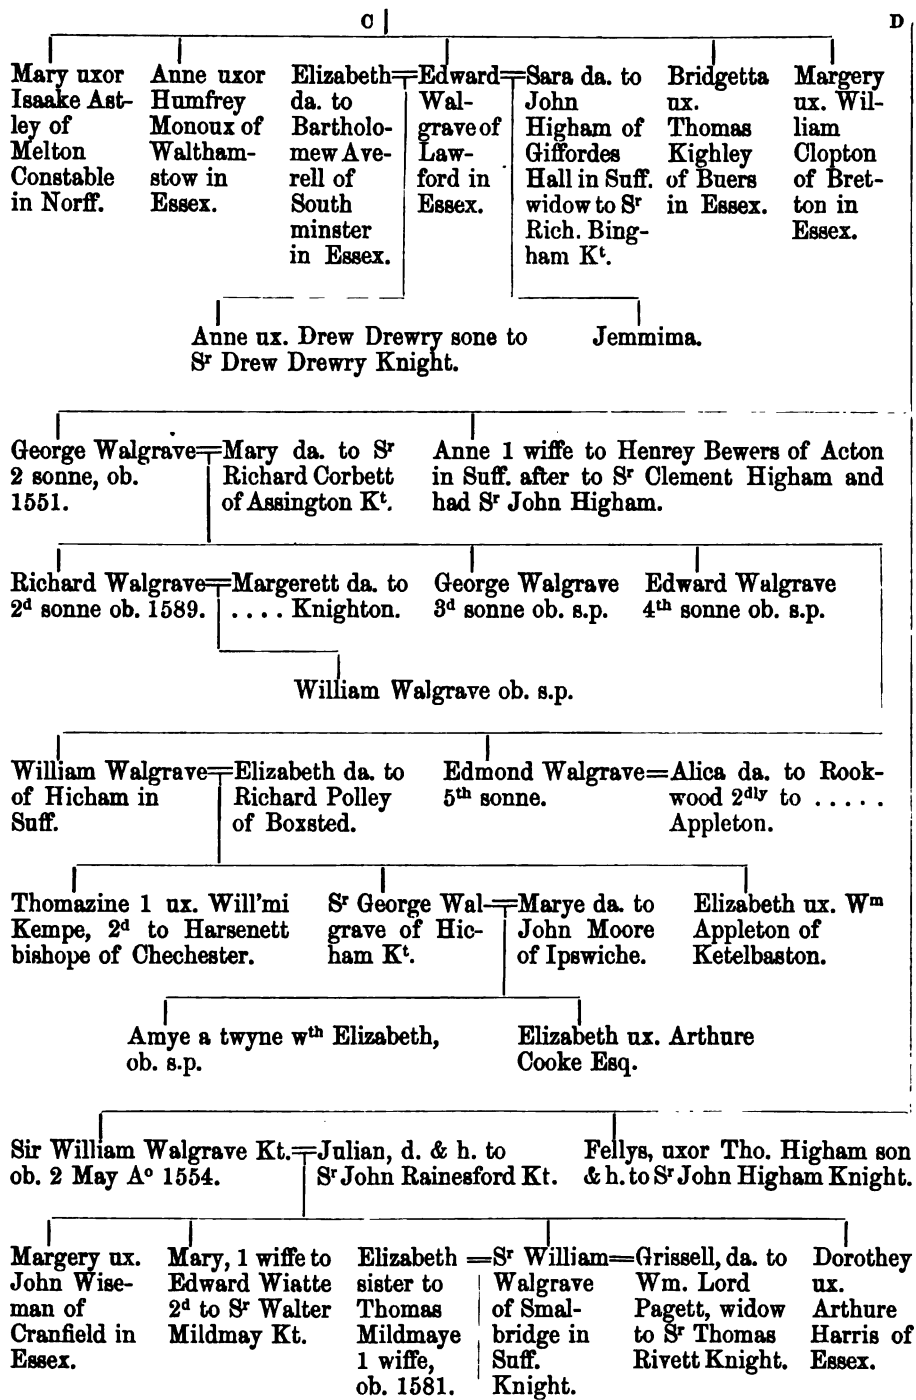 C D
Mary uxor
Isaake Ast-
ley of
Melton
Constable
in Norff.
Anne uxor
Humfrey
Monoux of
Waltham-
stow in
Essex.
Elizabeth
da. to
Bartholo-
mew Ave-
rell of
South
minster
in Essex.
Edward
Wal-
grave of
Law-
ford in
Essex.
Sara da. to
John
Higham of
Giffordes
Hall in Suff.
widow to Sr
Rich. Bing-
ham Kt.
Bridgetta
ux.
Thomas
Kighley
of Buers
in Essex.
Margery
ux. Wil-
liam
Clopton
of Bret-
ton in
Essex.
Anne ux. Drew Drewry sone to
Sr Drew Drewry Knight.
Jemmima.
George Walgrave
2 sonne, ob.
1551.
Mary da. to Sr
Richard Corbett
of Assington Kt.
Anne 1 wiffe to Henrey Bewers of Acton
in Suff. after to Sr Clement Higham and
had Sr John Higham.
Richard Walgrave
2d sonne ob. 1589.
Margerett da. to
.... Knighton.
George Walgrave
3d sonne ob. s.p.
Edward Walgrave
4th sonne ob. s.p.
William Walgrave ob. s.p.
William Walgrave
of Hicham in
Suff.
Elizabeth da. to
Richard Polley
of Boxsted.
Edmond Walgrave=
5th sonne.
Alica da. to Rook-
wood 2dly to .....
Appleton.
Thomazine 1 ux. Will'mi
Kempe, 2d to Harsenett
bishope of Chechester.
Sr George Wal-
grave of Hic-
ham Kt.
Marye da. to
John Moore
of Ipswiche.
Elizabeth ux. Wm
Appleton of
Ketelbaston.
Amye a twyne wth Elizabeth,
ob. s.p.
Elizabeth ux. Arthure
Cooke Esq.
Sir William Walgrave Kt.
ob. 2 May Ao 1554.
Julian, d. & h. to
Sr John Rainesford Kt.
Fellys, uxor Tho. Higham son
& h. to Sr John Higham Knight.
Margery ux.
John Wise-
man of
Cranfield in
Essex.
Mary, 1 wiffe to
Edward Wiatte
2d to Sr Walter
Mildmay Kt.
Elizabeth
sister to
Thomas
Mildmaye
1 wiffe,
ob. 1581.
=Sr William=
Walgrave
of Smal-
bridge in
Suff.
Knight.
Grissell, da. to
Wm. Lord
Pagett, widow
to Sr Thomas
Rivett Knight.
Dorothey
ux.
Arthure
Harris of
Essex.